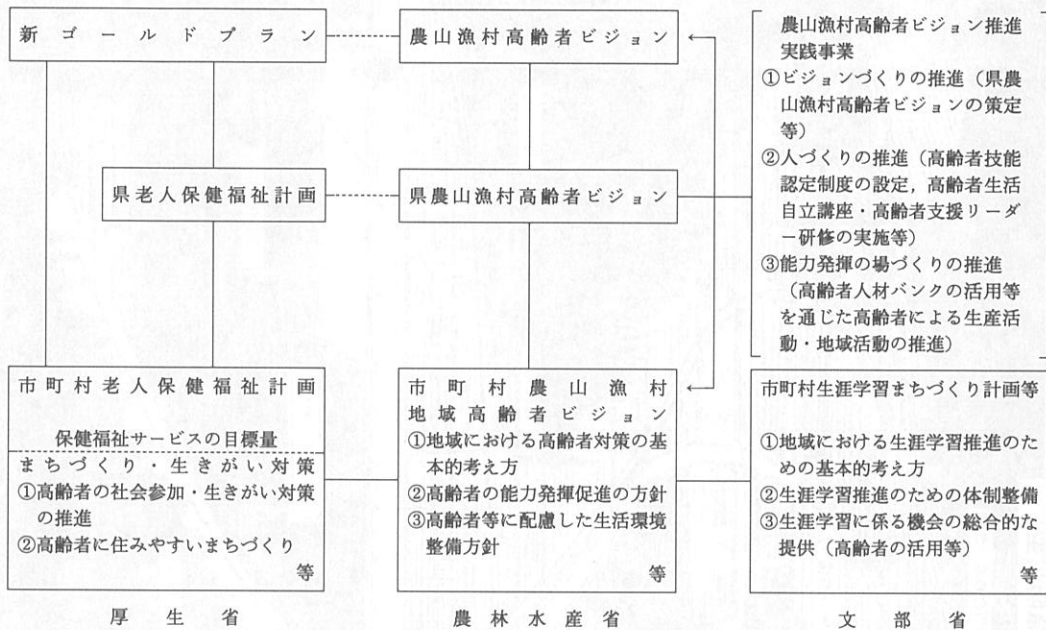 新ゴールドプラン
農山漁村高齢者ビジョン
農山漁村高齢者ビジョン推進
実践事業
①ビジョンづくりの推進（県農
山漁村高齢者ビジョンの策定
等）
②人づくりの推進（高齢者技能
認定制度の設定，高齢者生活
自立講座・高齢者支援リーダ
ー研修の実施等）
③能力発揮の場づくりの推進
（高齢者人材バンクの活用等
を通じた高齢者による生産活
動・地域活動の推進）
県老人保健福祉計画
県農山漁村高齢者ビジョン
市町村老人保健福祉計画
保健福祉サービスの目標量
まちづくり・生きがい対策
①高齢者の社会参加・生きがい対策
の推進
②高齢者に住みやすいまちづくり
等
市町村農山漁村
地域高齢者ビジョン
①地域における高齢者対策の基
本的考え方
②高齢者の能力発揮促進の方針
③高齢者等に配慮した生活環境
整備方針
等
市町村生涯学習まちづくり計画等
①地域における生涯学習推進のた
めの基本的考え方
②生涯学習推進のための体制整備
③生涯学習に係る機会の総合的な
提供（高齢者の活用等）
等
厚生省
農林水産省
文部省